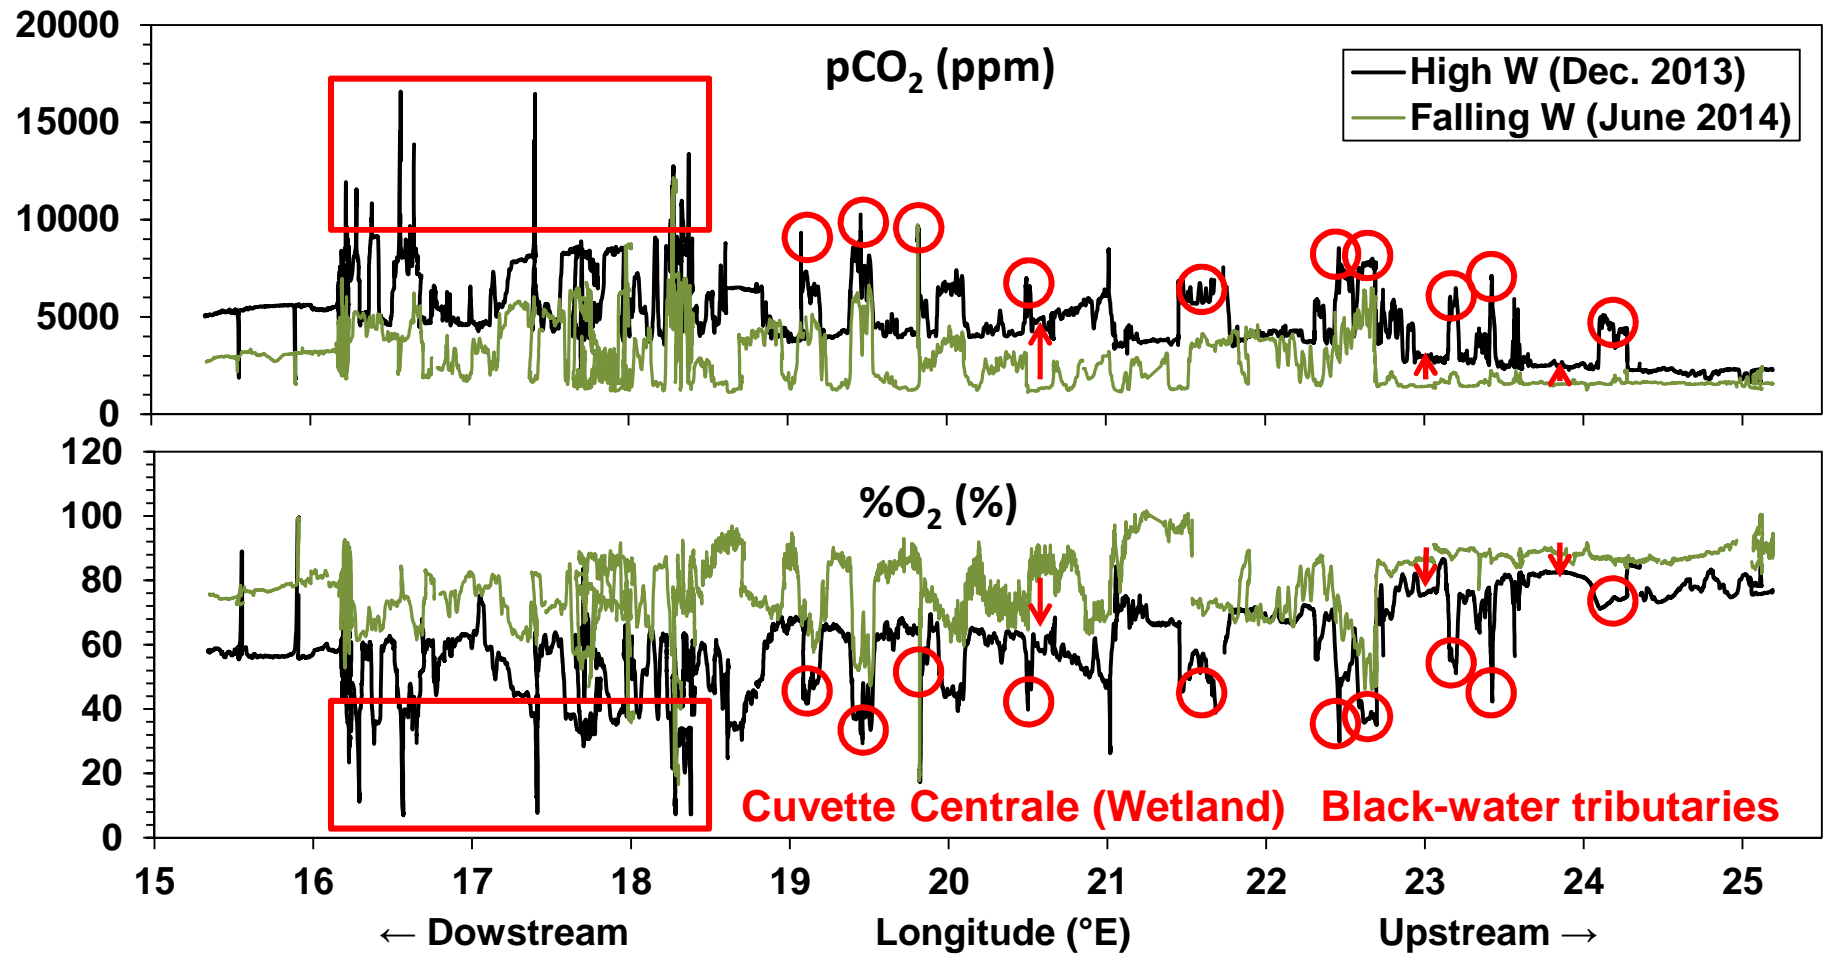 20000
15000
10000
5000
0
pCO₂ (ppm)
High W (Dec. 2013)
Falling W (June 2014)
120
100
80
60
40
20
0
%O₂ (%)
Cuvette Centrale (Wetland)
Black-water tributaries
15 16 17 18 19 20 21 22 23 24 25
← Dowstream Longitude (°E) Upstream →